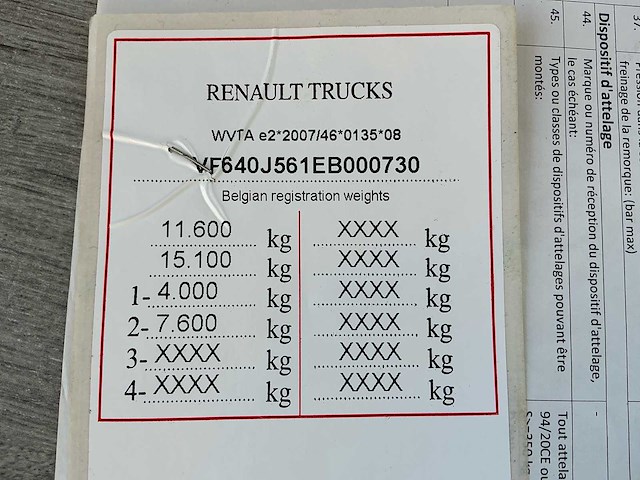 RENAULT TRUCKS
WVTA e2*2007/46*0135*08
VF640J561EB000730
Belgian registration weights
11.600 kg XXXX kg
15.100 kg XXXX kg
1- 4.000 kg XXXX kg
2- 7.600 kg XXXX kg
3- XXXX kg XXXX kg
4- XXXX kg XXXX kg
freinage de la remorque: (bar max)
Dispositif d'attelage
44. Marque ou numéro de réception du dispositif d'attelage,
le cas échéant: -
45. Types ou classes de dispositifs d'attelages pouvant être
montés: Tout attela
94/20CE ou